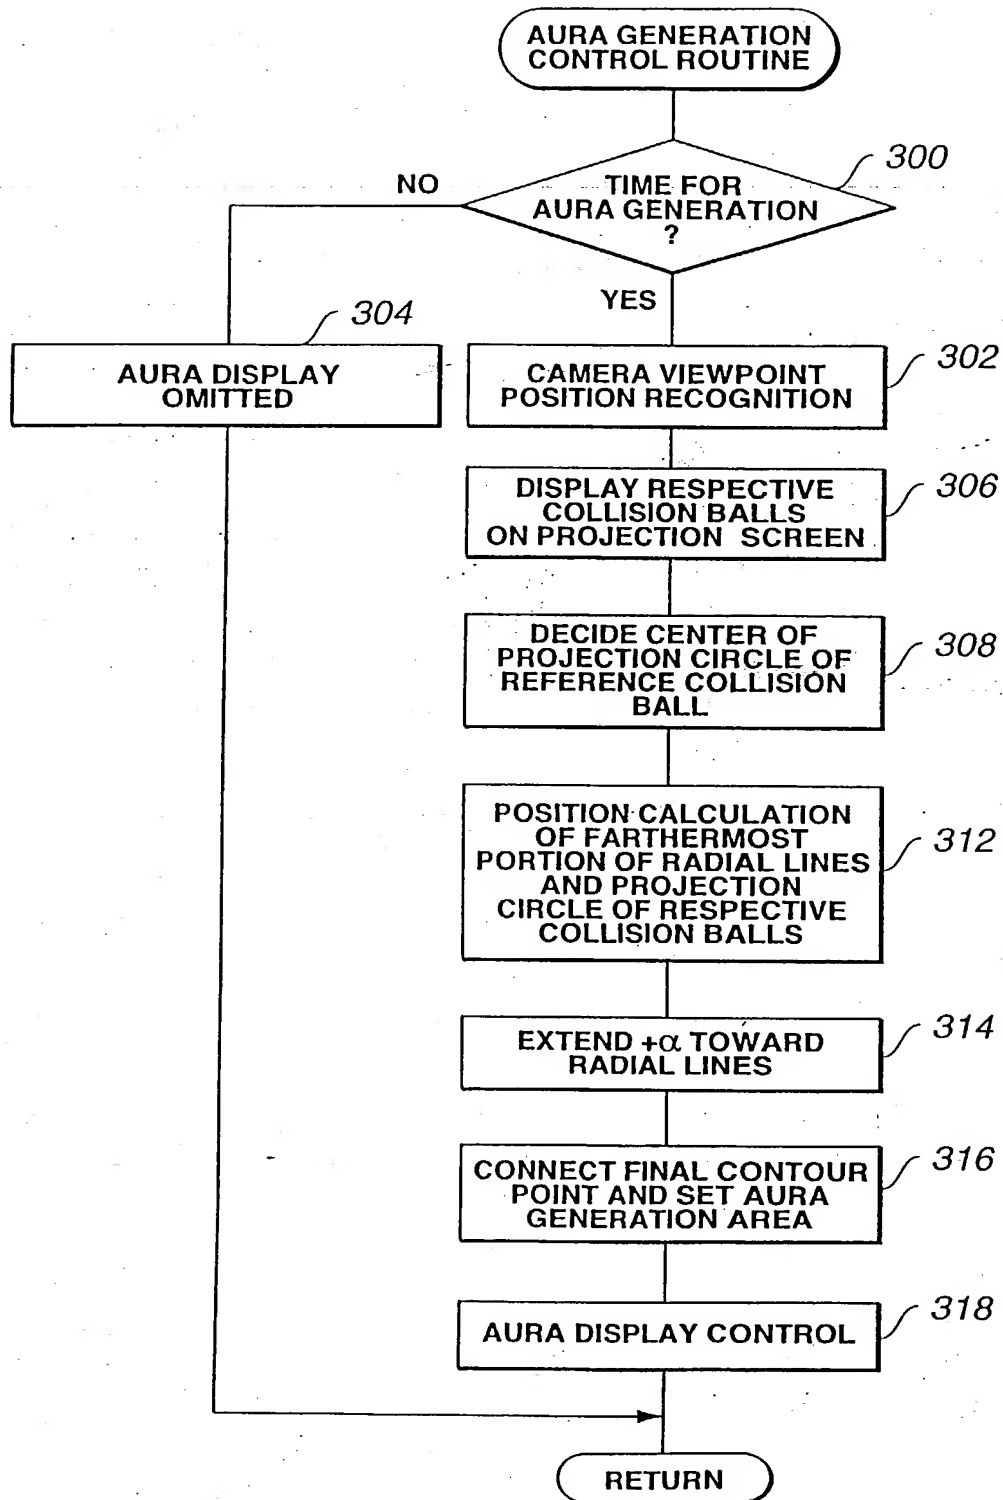 AURA GENERATION
CONTROL ROUTINE
300
NO
TIME FOR
AURA GENERATION
?
YES
304
AURA DISPLAY
OMITTED
302
CAMERA VIEWPOINT
POSITION RECOGNITION
306
DISPLAY RESPECTIVE
COLLISION BALLS
ON PROJECTION SCREEN
308
DECIDE CENTER OF
PROJECTION CIRCLE OF
REFERENCE COLLISION
BALL
312
POSITION CALCULATION
OF FARTHERMOST
PORTION OF RADIAL LINES
AND PROJECTION
CIRCLE OF RESPECTIVE
COLLISION BALLS
314
EXTEND +α TOWARD
RADIAL LINES
316
CONNECT FINAL CONTOUR
POINT AND SET AURA
GENERATION AREA
318
AURA DISPLAY CONTROL
RETURN